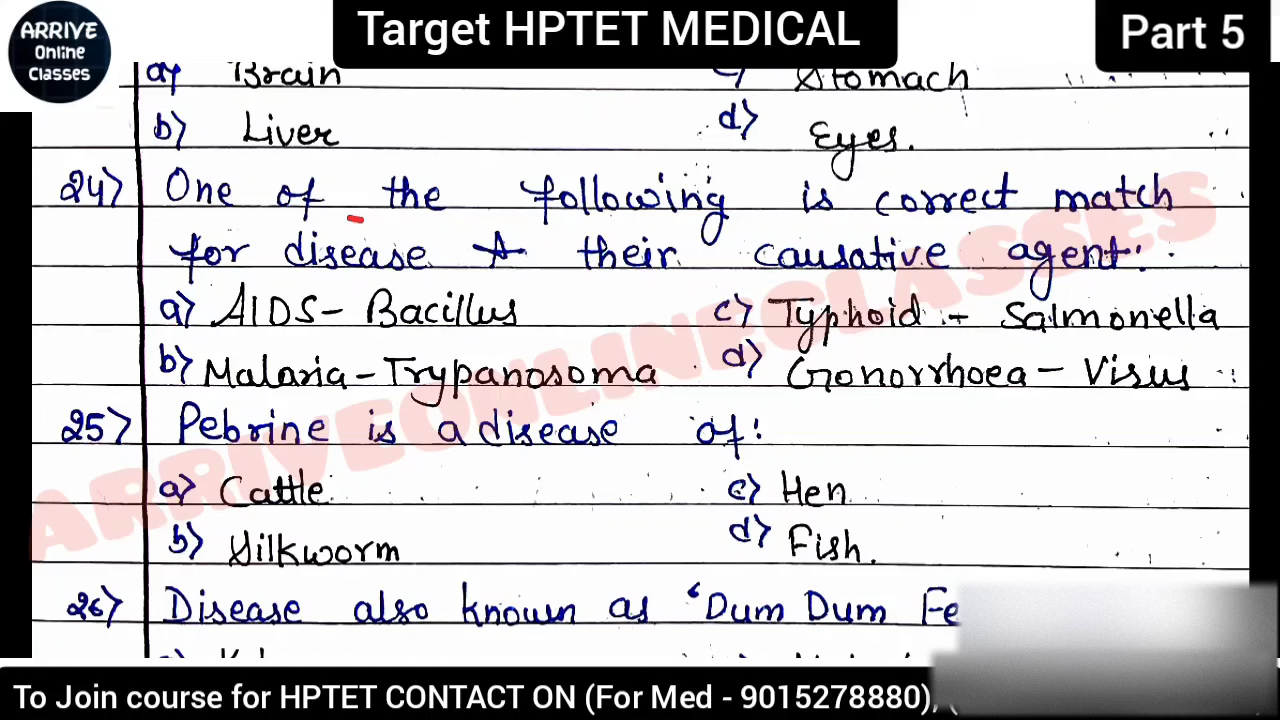 ARRIVE
Online
Classes
Target HPTET MEDICAL
Part 5
a) Brain Stomach
b) Liver d) Eyes.
24) One of the following is correct match
for disease & their causative agent:
a) AIDS - Bacillus c) Typhoid - Salmonella
b) Malaria - Trypanosoma d) Gonorrhoea - Virus
25) Pebrine is a disease of:
a) Cattle c) Hen
b) Silkworm d) Fish.
26) Disease also known as 'Dum Dum Fe
ARRIVEONLINECLASSES
To Join course for HPTET CONTACT ON (For Med - 9015278880), (